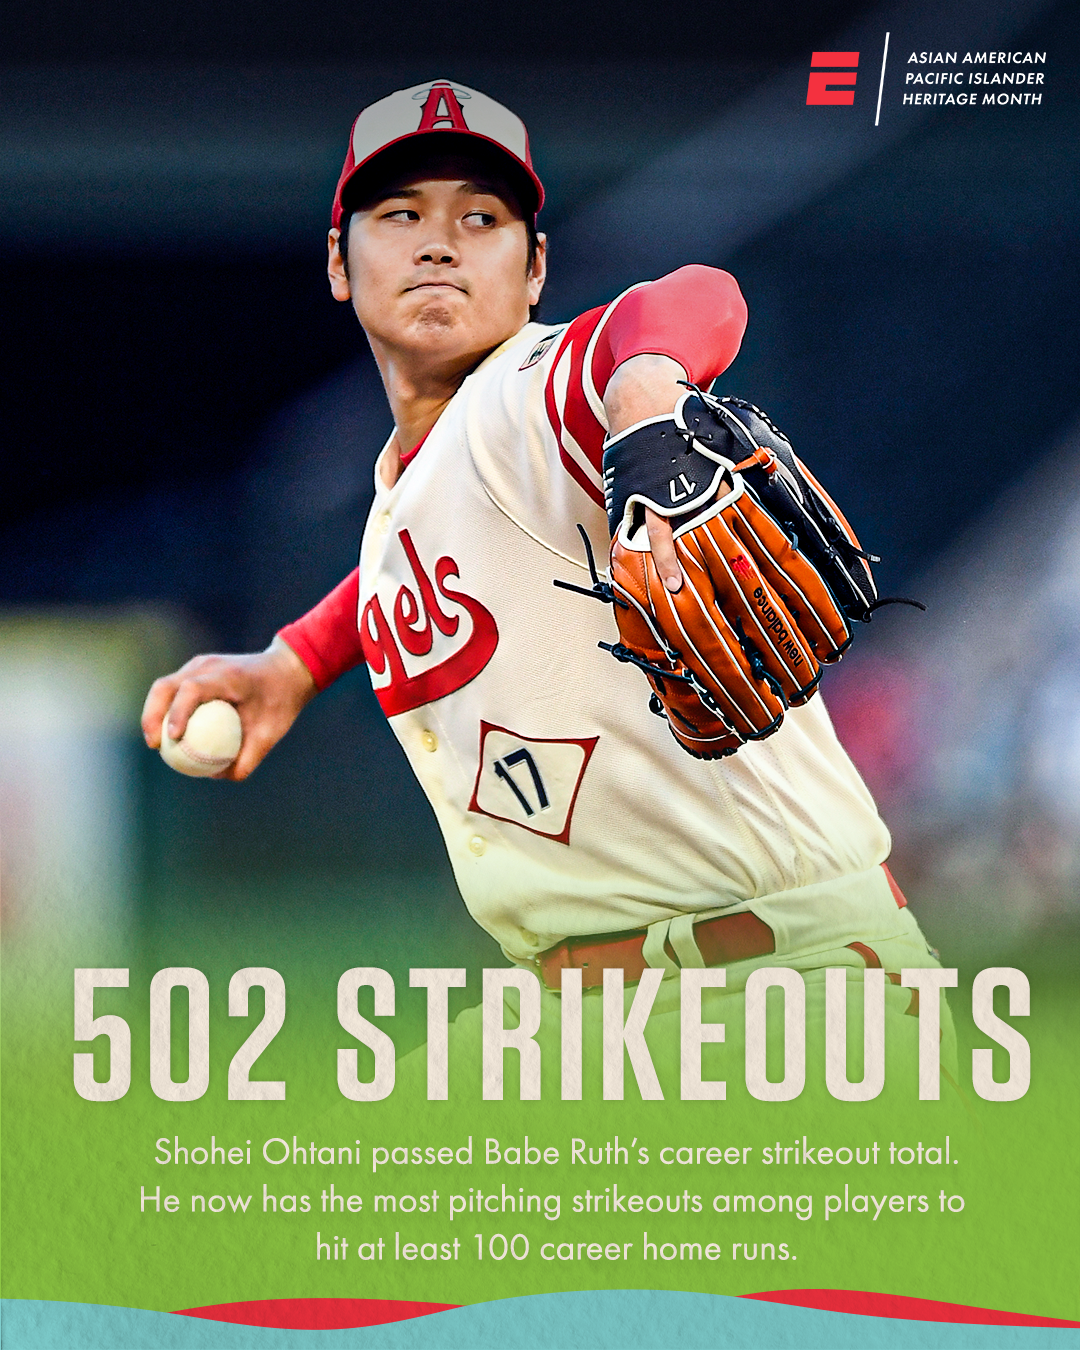 E
ASIAN AMERICAN
PACIFIC ISLANDER
HERITAGE MONTH
A
17
new balance
gels
17
502 STRIKEOUTS
Shohei Ohtani passed Babe Ruth's career strikeout total.
He now has the most pitching strikeouts among players to
hit at least 100 career home runs.